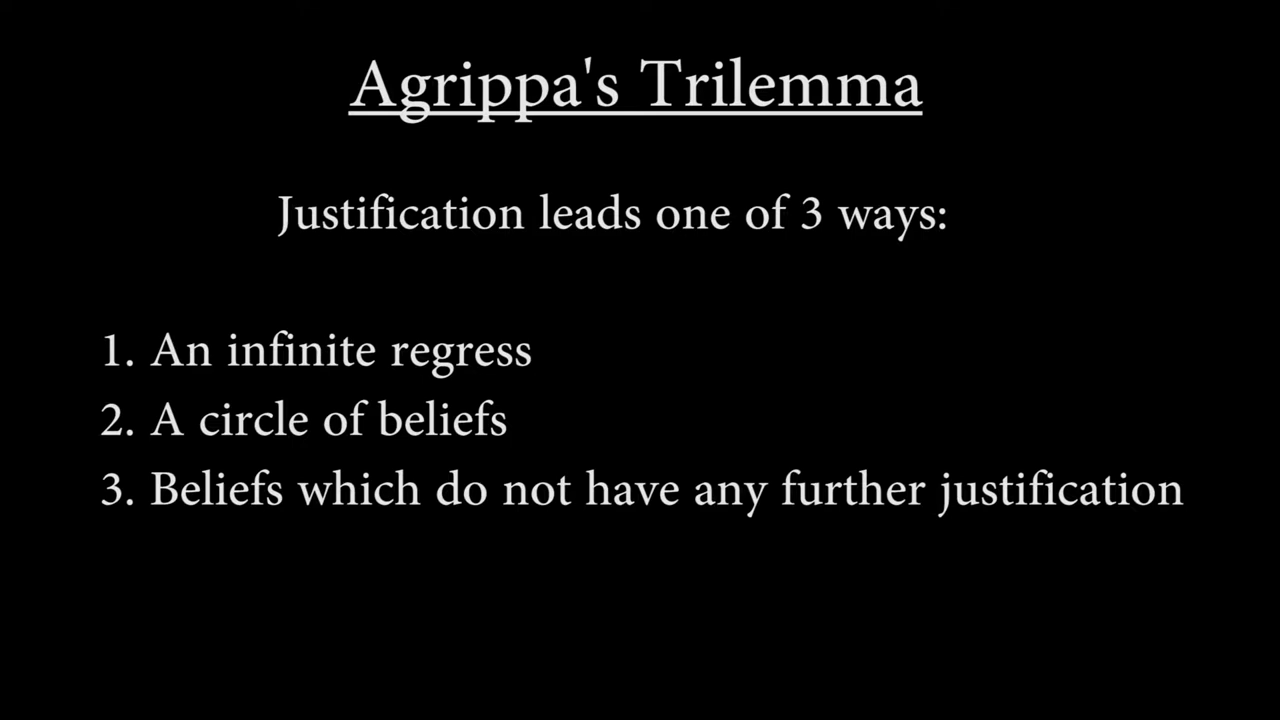 Agrippa's Trilemma
Justification leads one of 3 ways:
1. An infinite regress
2. A circle of beliefs
3. Beliefs which do not have any further justification